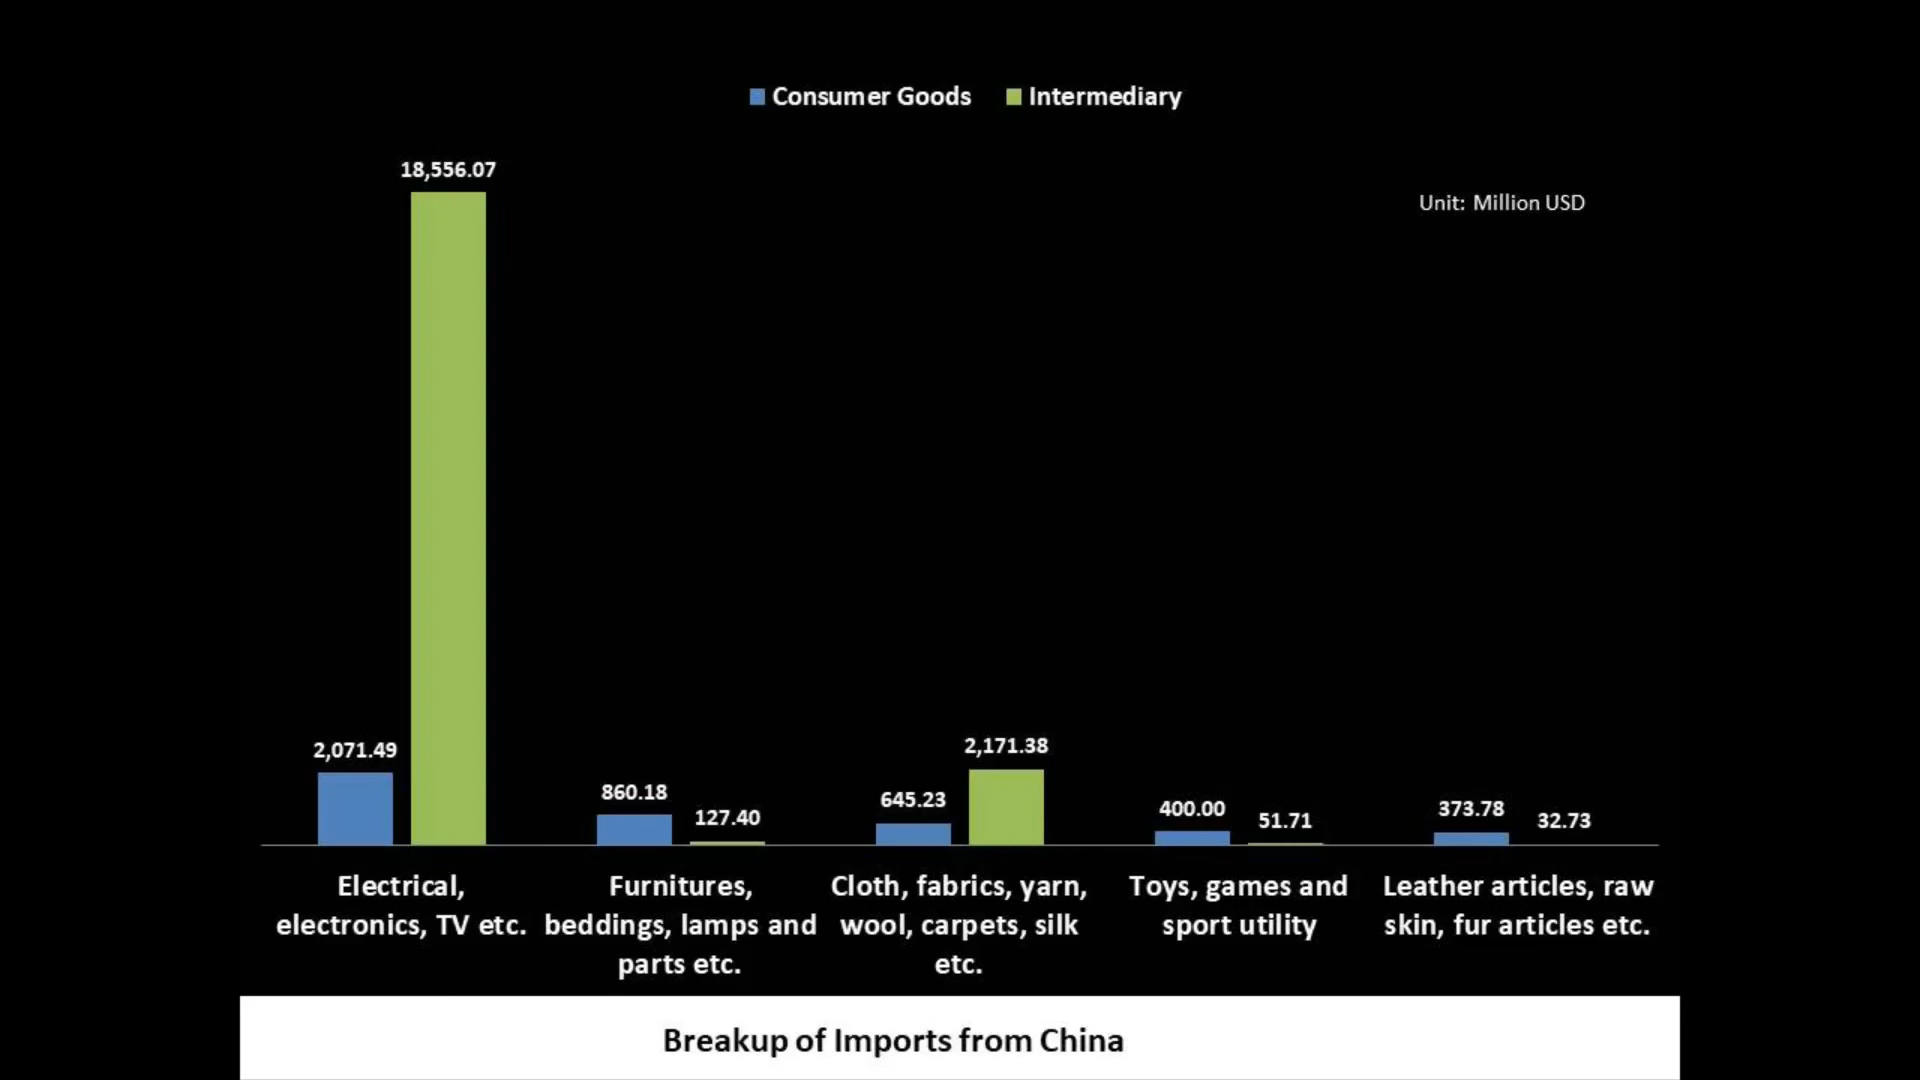 Consumer Goods Intermediary
18,556.07
Unit: Million USD
2,071.49
860.18
127.40
645.23
2,171.38
400.00
51.71
373.78
32.73
Electrical,
electronics, TV etc.
Furnitures,
beddings, lamps and
parts etc.
Cloth, fabrics, yarn,
wool, carpets, silk
etc.
Toys, games and
sport utility
Leather articles, raw
skin, fur articles etc.
Breakup of Imports from China